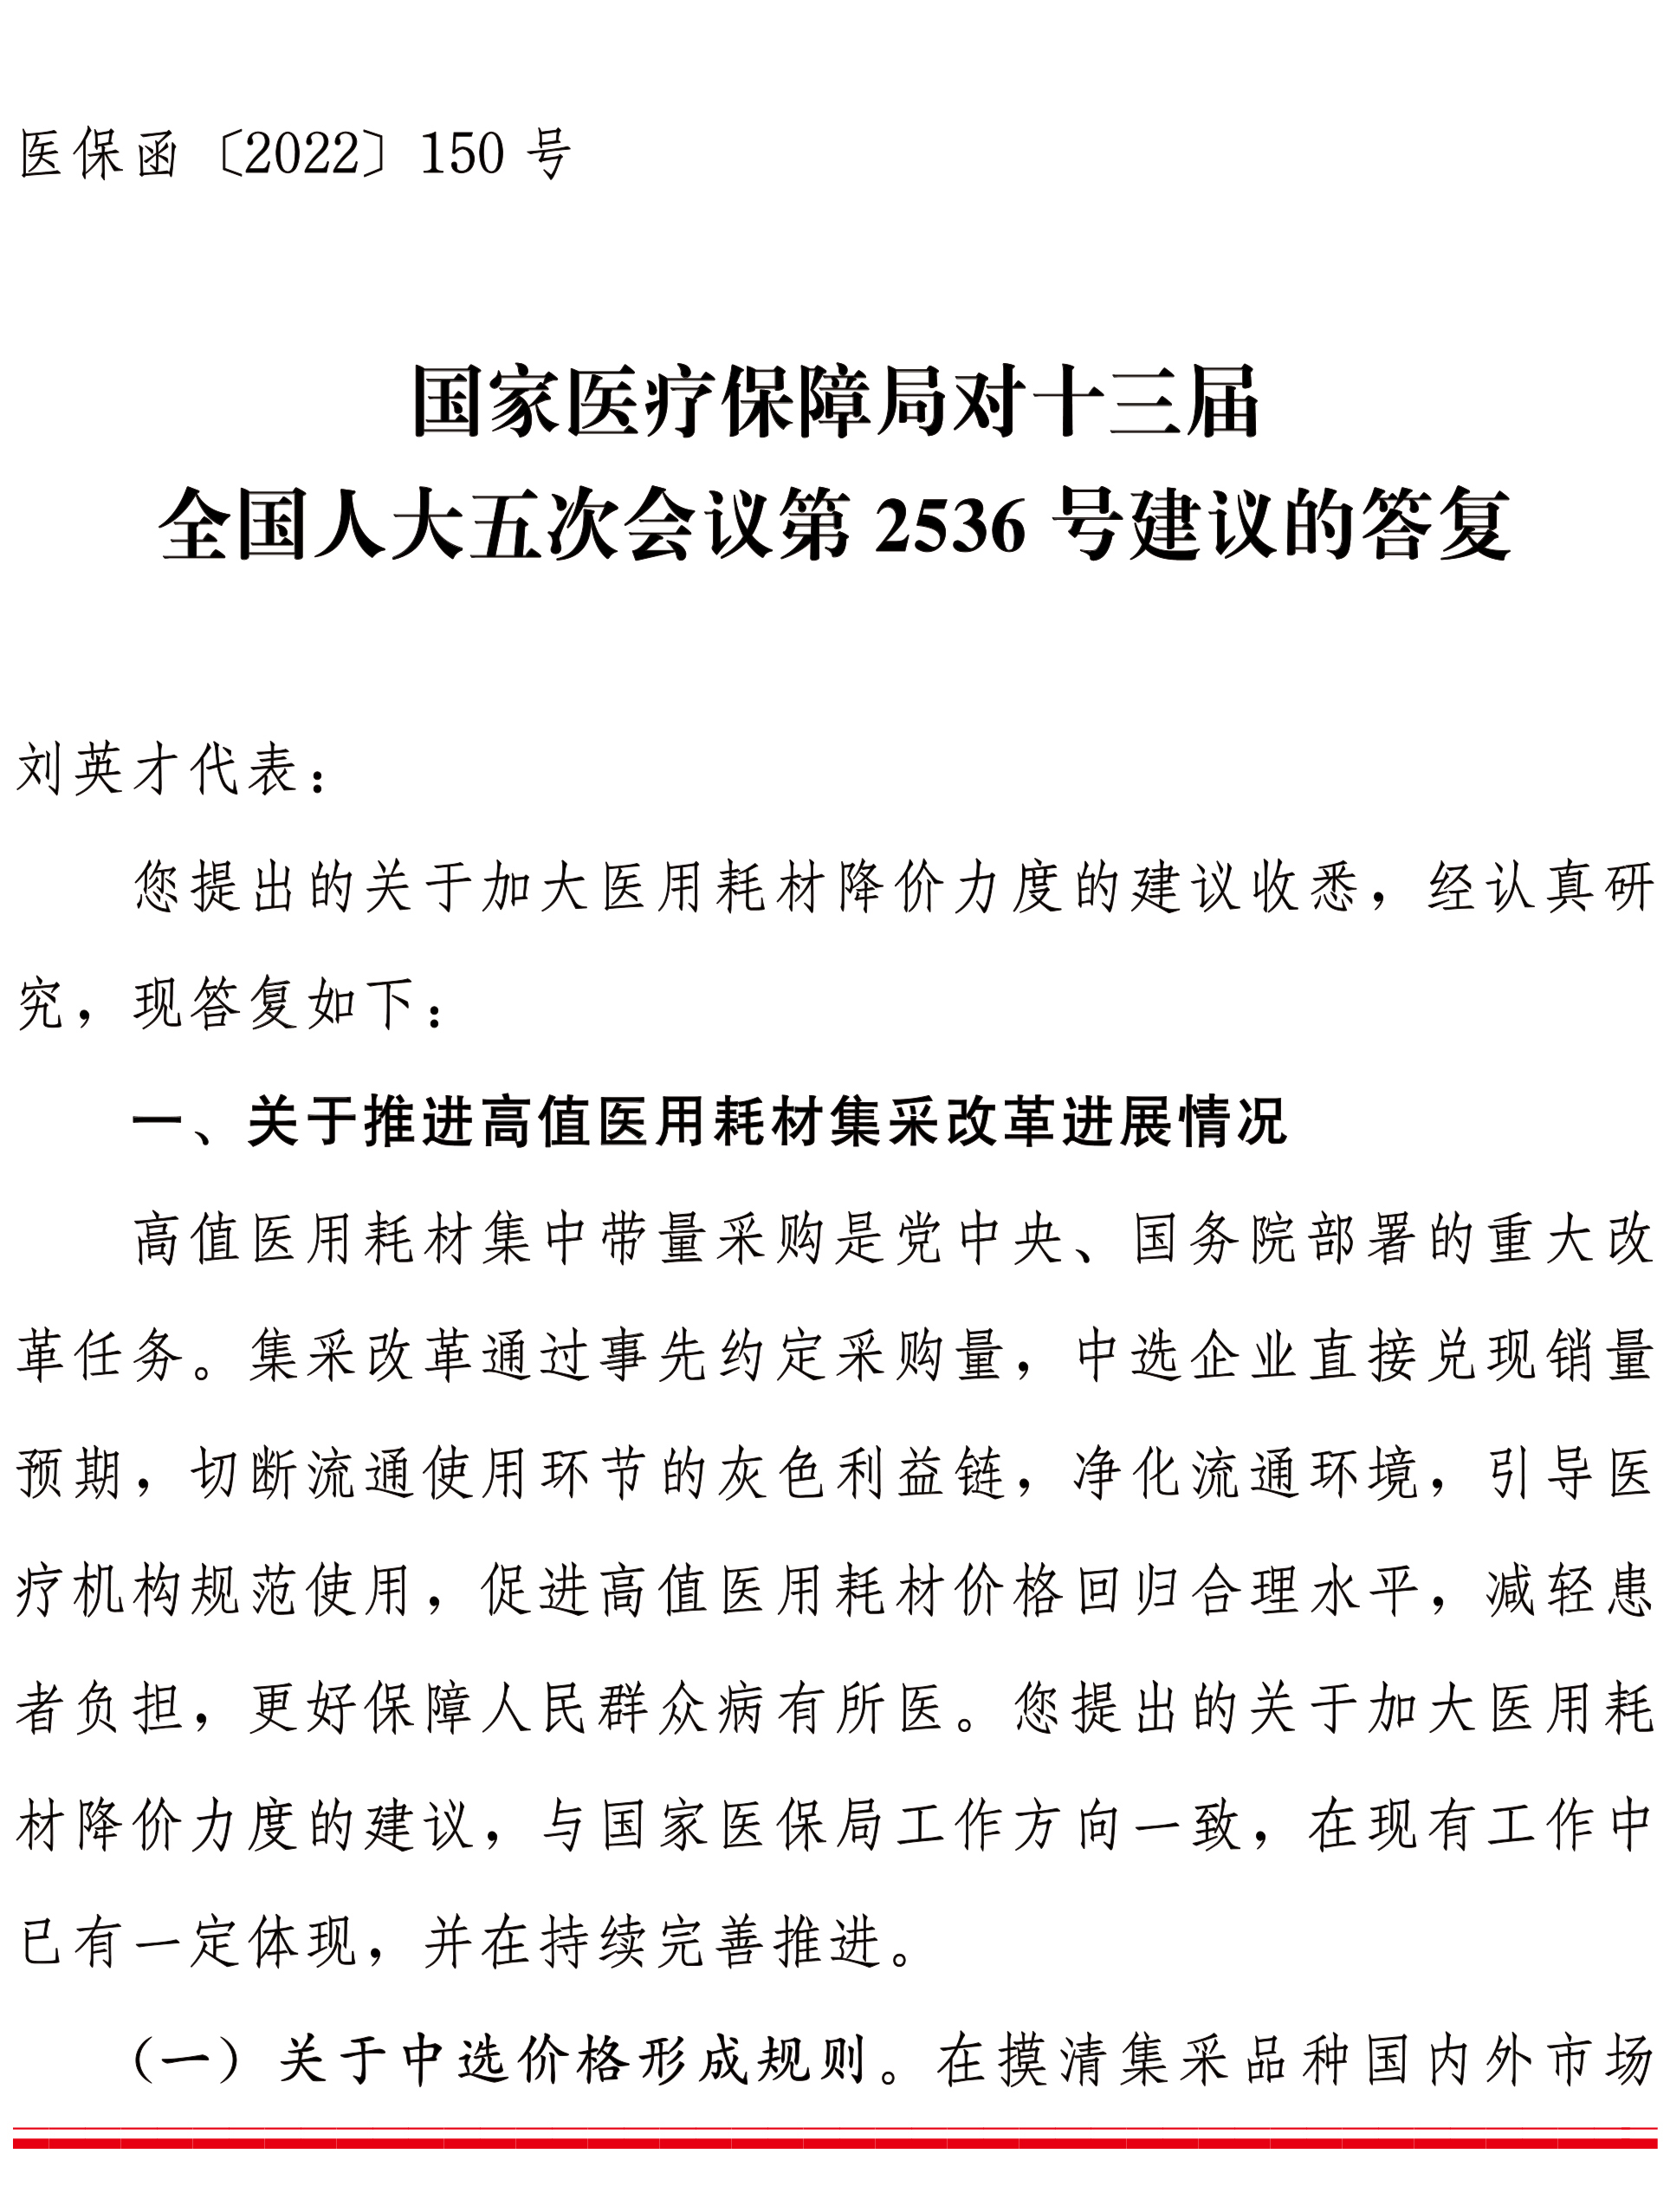 医保函〔2022〕150 号
国家医疗保障局对十三届
全国人大五次会议第 2536 号建议的答复
刘英才代表：
您提出的关于加大医用耗材降价力度的建议收悉，经认真研
究，现答复如下：
一、关于推进高值医用耗材集采改革进展情况
高值医用耗材集中带量采购是党中央、国务院部署的重大改
革任务。集采改革通过事先约定采购量，中选企业直接兑现销量
预期，切断流通使用环节的灰色利益链，净化流通环境，引导医
疗机构规范使用，促进高值医用耗材价格回归合理水平，减轻患
者负担，更好保障人民群众病有所医。您提出的关于加大医用耗
材降价力度的建议，与国家医保局工作方向一致，在现有工作中
已有一定体现，并在持续完善推进。
（一）关于中选价格形成规则。在摸清集采品种国内外市场